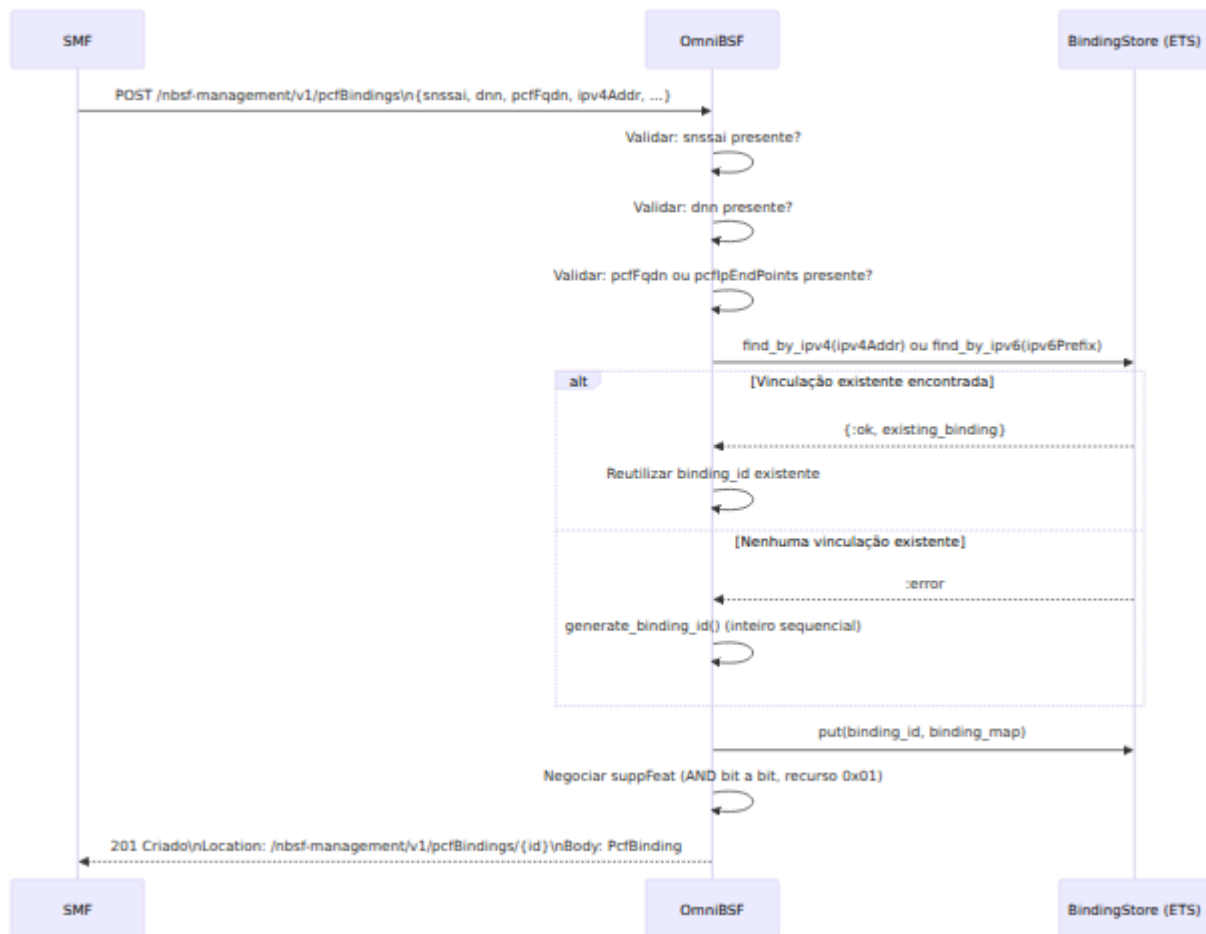 SMF
OmniBSF
BindingStore (ETS)
POST /nbsf-management/v1/pcfBindings\n{snssai, dnn, pcfFqdn, ipv4Addr, ...}
Validar: snssai presente?
Validar: dnn presente?
Validar: pcfFqdn ou pcfIpEndPoints presente?
find_by_ipv4(ipv4Addr) ou find_by_ipv6(ipv6Prefix)
alt
[Vinculação existente encontrada]
{:ok, existing_binding}
Reutilizar binding_id existente
[Nenhuma vinculação existente]
:error
generate_binding_id() (inteiro sequencial)
put(binding_id, binding_map)
Negociar suppFeat (AND bit a bit, recurso 0x01)
201 Criado\nLocation: /nbsf-management/v1/pcfBindings/{id}\nBody: PcfBinding
SMF
OmniBSF
BindingStore (ETS)